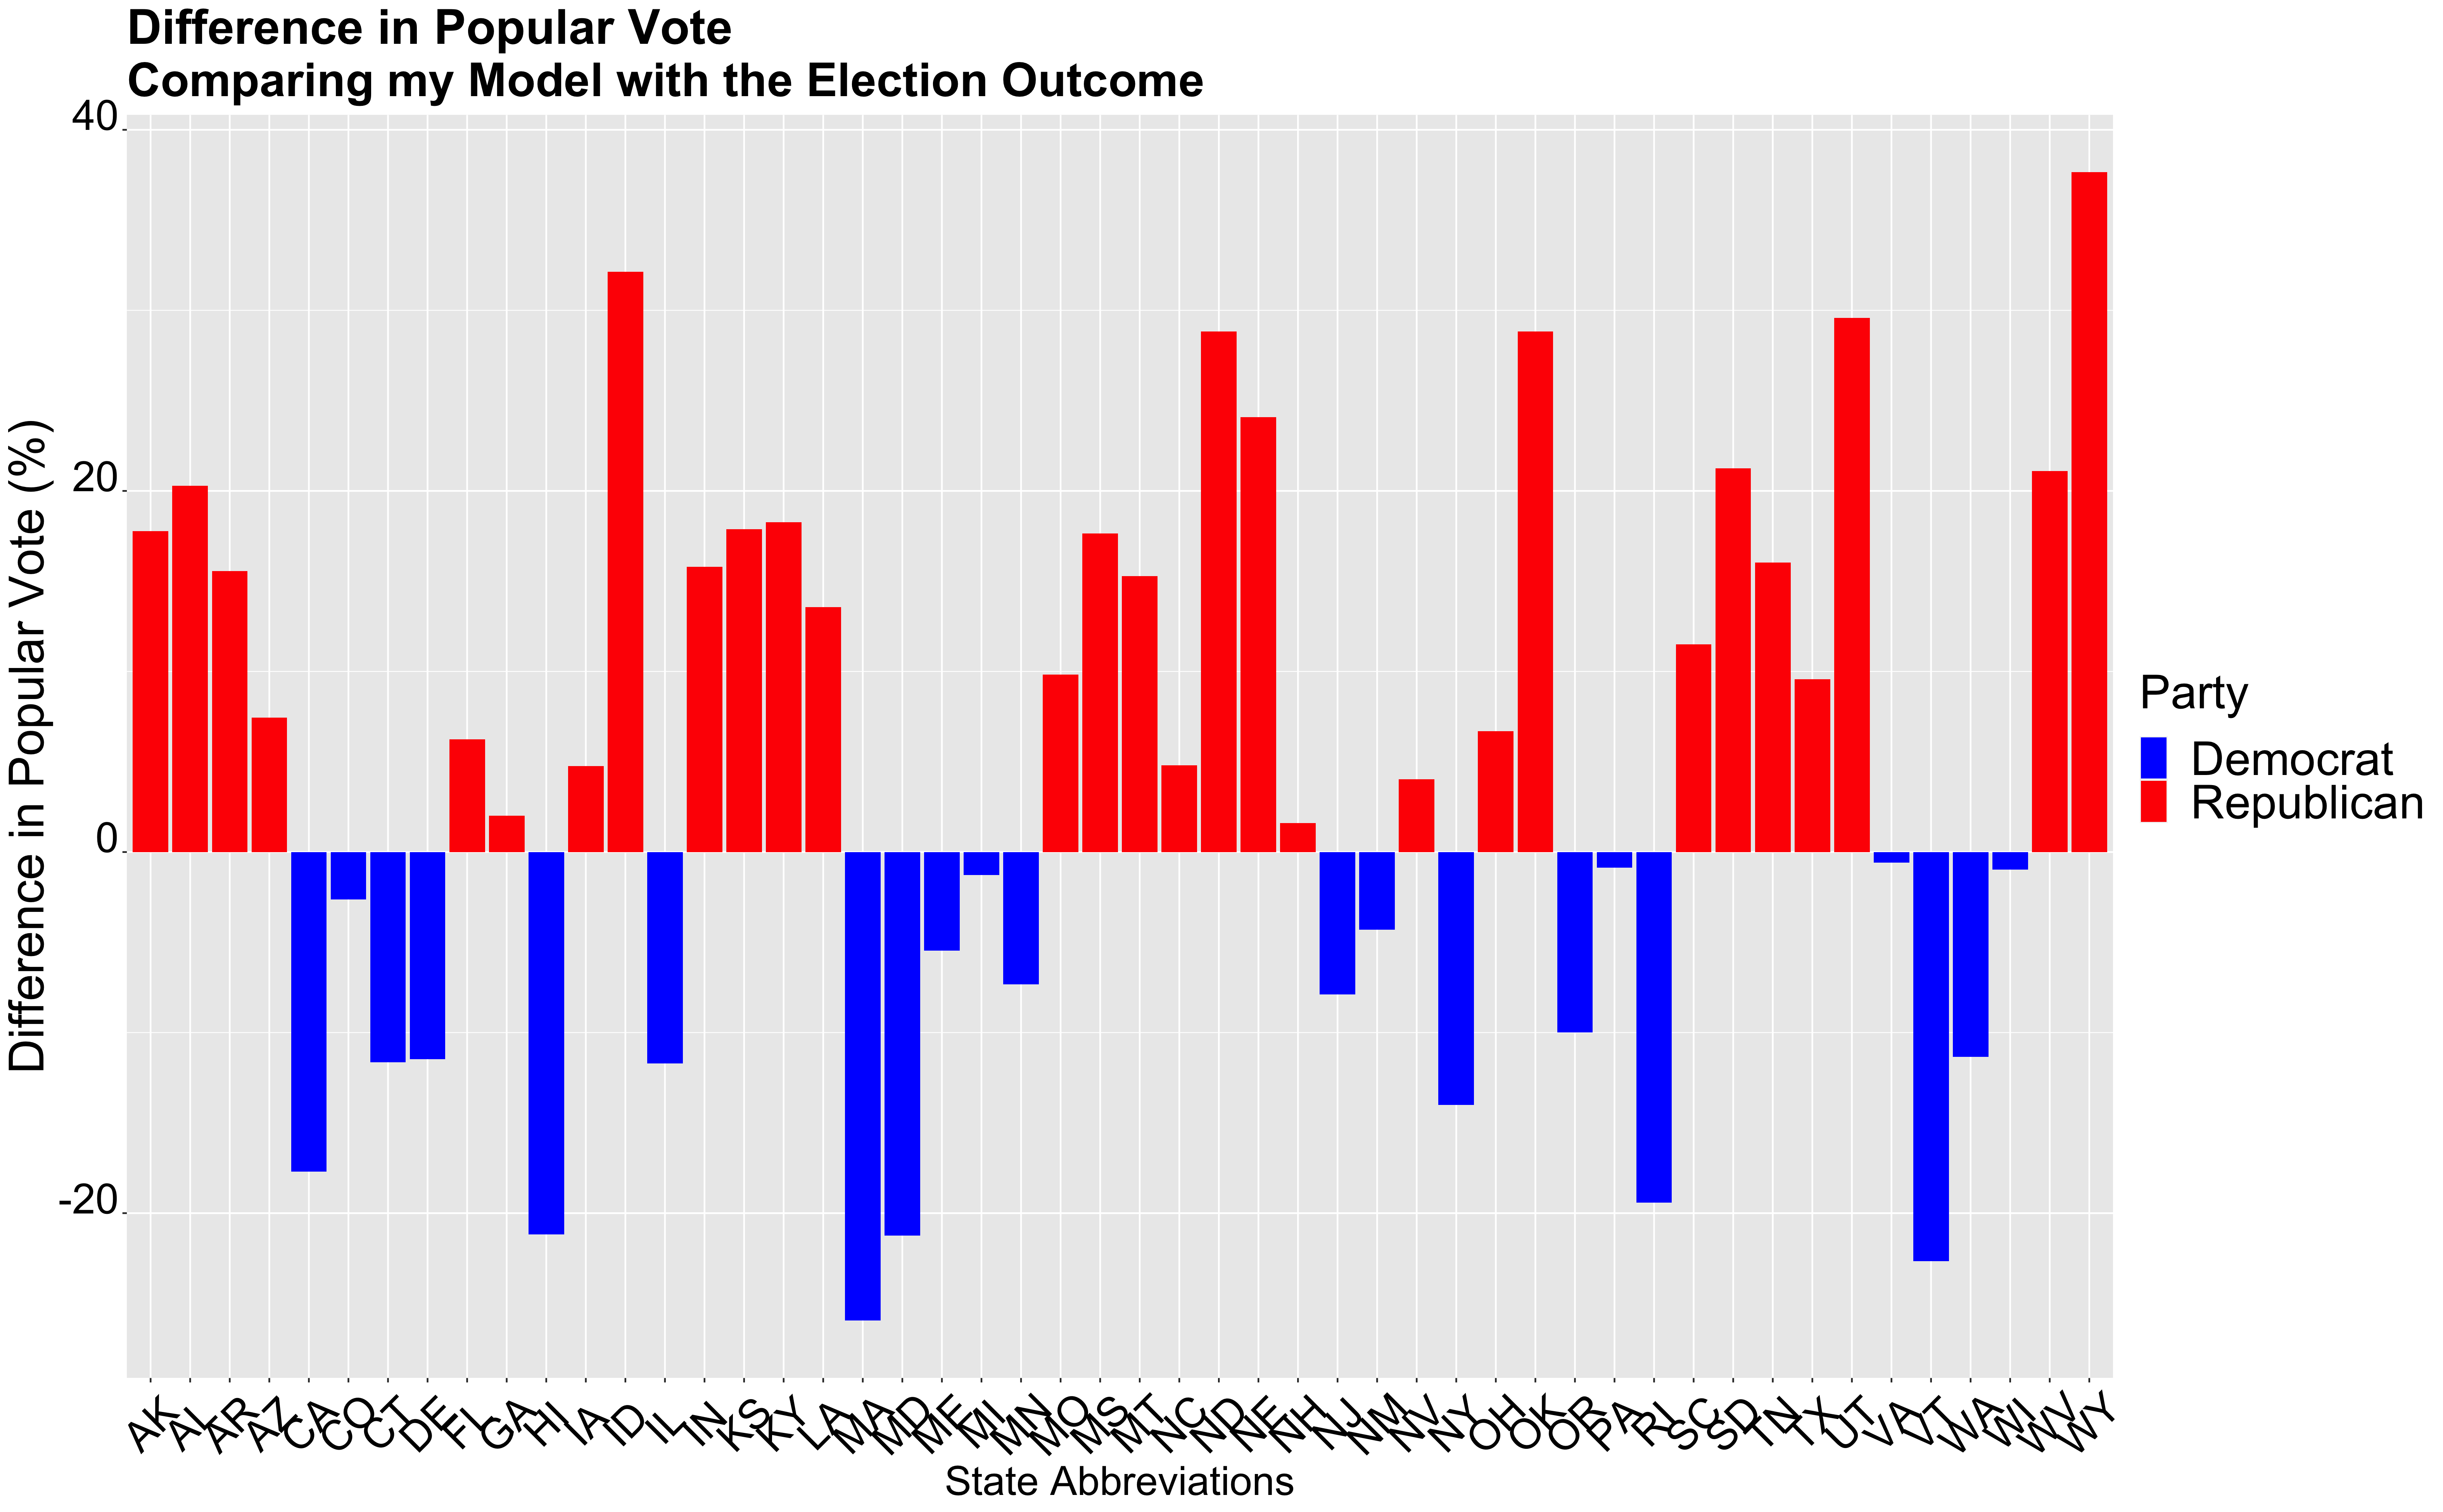 Difference in Popular Vote
Comparing my Model with the Election Outcome
Difference in Popular Vote (%)
40
20
0
-20
AK AL AR AZ CA CO CT DE FL GA HI IA ID IL IN KS KY LA MA MD ME MI MN MO MS MT NC ND NE NH NJ NM NV NY OH OK OR PA RI SC SD TN TX UT VA VT WA WI WV WY
State Abbreviations
Party
Democrat
Republican